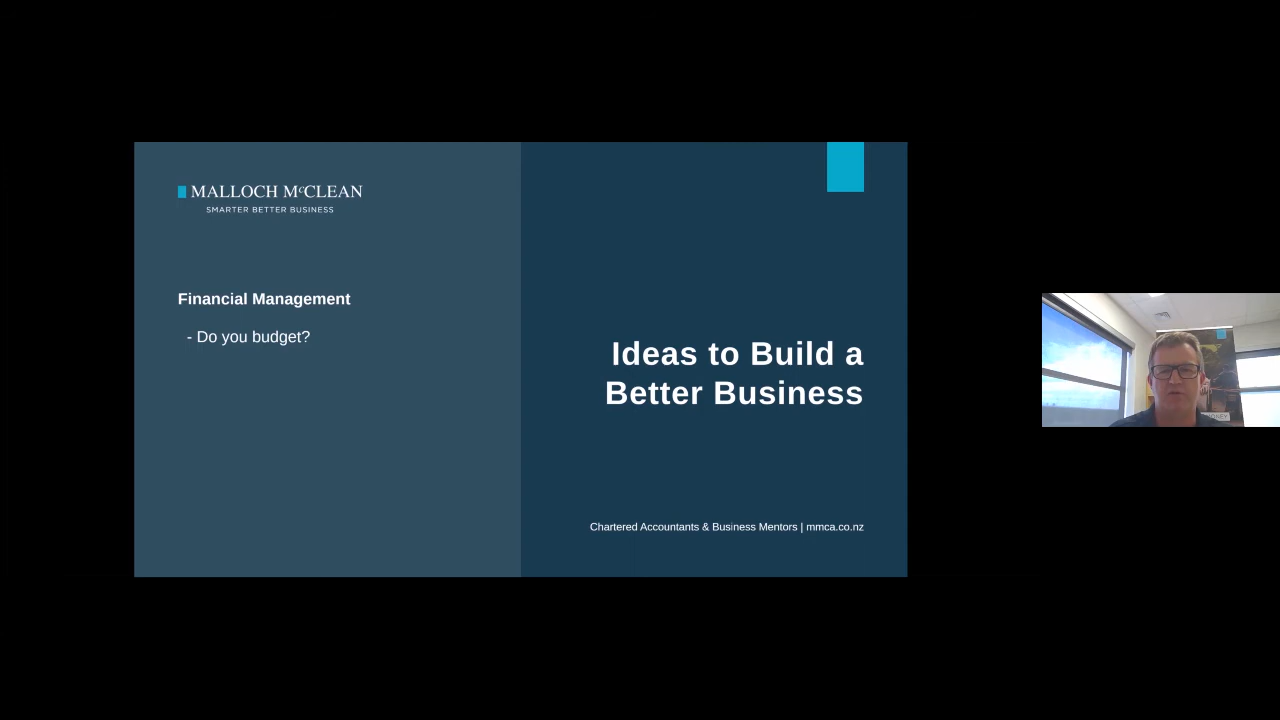 MALLOCH McCLEAN
SMARTER BETTER BUSINESS
Financial Management
- Do you budget?
Ideas to Build a
Better Business
Chartered Accountants & Business Mentors | mmca.co.nz